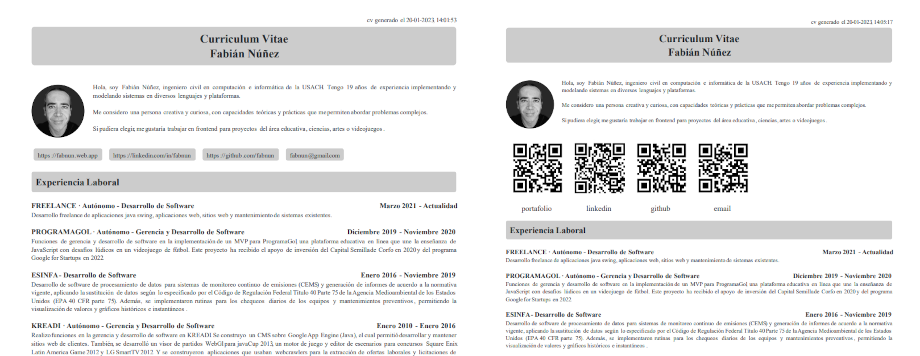 cv generado el 20-01-2023, 14:01:53
Curriculum Vitae
Fabián Núñez
Hola, soy Fabián Núñez, ingeniero civil en computación e informática de la USACH. Tengo 19 años de experiencia implementando y
modelando sistemas en diversos lenguajes y plataformas.
Me considero una persona creativa y curiosa, con capacidades teóricas y prácticas que me permiten abordar problemas complejos.
Si pudiera elegir, me gustaría trabajar en frontend para proyectos del área educativa, ciencias, artes o videojuegos.
https://fabnun.web.app
https://linkedin.com/in/fabnun
https://github.com/fabnun
fabnun@gmail.com
Experiencia Laboral
FREELANCE · Autónomo - Desarrollo de Software Marzo 2021 - Actualidad
Desarrollo freelance de aplicaciones java swing, aplicaciones web, sitios web y mantenimiento de sistemas existentes.
PROGRAMAGOL · Autónomo - Gerencia y Desarrollo de Software Diciembre 2019 - Noviembre 2020
Funciones de gerencia y desarrollo de software en la implementación de un MVP para ProgramaGol, una plataforma educativa en línea que une la enseñanza de
JavaScript con desafíos lúdicos en un videojuego de fútbol. Este proyecto ha recibido el apoyo de inversión del Capital Semilla de Corfo en 2020 y del programa
Google for Startups en 2022.
ESINFA - Desarrollo de Software Enero 2016 - Noviembre 2019
Desarrollo de software de procesamiento de datos para sistemas de monitoreo continuo de emisiones (CEMS) y generación de informes de acuerdo a la normativa
vigente, aplicando la sustitución de datos según lo especificado por el Código de Regulación Federal Título 40 Parte 75 de la Agencia Medioambiental de los Estados
Unidos (EPA 40 CFR parte 75). Además, se implementaron rutinas para los chequeos diarios de los equipos y mantenimientos preventivos, permitiendo la
visualización de valores y gráficos históricos e instantáneos.
KREADI · Autónomo - Gerencia y Desarrollo de Software Enero 2010 - Enero 2016
Realizo funciones en la gerencia y desarrollo de software en KREADI. Se construyo un CMS sobre Google App Engine (Java), el cual permitió desarrollar y mantener
sitios web de clientes. También, se desarrolló un visor de partidos WebGl para javaCup 2013, un motor de juego y editor de escenarios para concursos Square Enix
Latin America Game 2012 y LG SmartTV 2012. Y se construyeron aplicaciones que usaban webcrawlers para la extracción de ofertas laborales y licitaciones de
cv generado el 20-01-2023, 14:03:17
Curriculum Vitae
Fabián Núñez
Hola, soy Fabián Núñez, ingeniero civil en computación e informática de la USACH. Tengo 19 años de experiencia implementando y
modelando sistemas en diversos lenguajes y plataformas.
Me considero una persona creativa y curiosa, con capacidades teóricas y prácticas que me permiten abordar problemas complejos.
Si pudiera elegir, me gustaría trabajar en frontend para proyectos del área educativa, ciencias, artes o videojuegos.
portafolio linkedin github email
Experiencia Laboral
FREELANCE · Autónomo - Desarrollo de Software Marzo 2021 - Actualidad
Desarrollo freelance de aplicaciones java swing, aplicaciones web, sitios web y mantenimiento de sistemas existentes.
PROGRAMAGOL · Autónomo - Gerencia y Desarrollo de Software Diciembre 2019 - Noviembre 2020
Funciones de gerencia y desarrollo de software en la implementación de un MVP para ProgramaGol, una plataforma educativa en línea que une la enseñanza de
JavaScript con desafíos lúdicos en un videojuego de fútbol. Este proyecto ha recibido el apoyo de inversión del Capital Semilla de Corfo en 2020 y del programa
Google for Startups en 2022.
ESINFA - Desarrollo de Software Enero 2016 - Noviembre 2019
Desarrollo de software de procesamiento de datos para sistemas de monitoreo continuo de emisiones (CEMS) y generación de informes de acuerdo a la normativa
vigente, aplicando la sustitución de datos según lo especificado por el Código de Regulación Federal Título 40 Parte 75 de la Agencia Medioambiental de los Estados
Unidos (EPA 40 CFR parte 75). Además, se implementaron rutinas para los chequeos diarios de los equipos y mantenimientos preventivos, permitiendo la
visualización de valores y gráficos históricos e instantáneos.